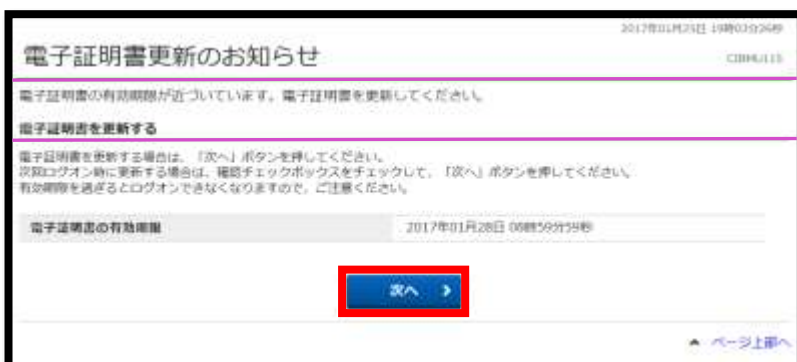 2017年01月25日 19時03分26秒
電子証明書更新のお知らせ
電子証明書の有効期限が近づいています。電子証明書を更新してください。
電子証明書を更新する
電子証明書を更新する場合は、「次へ」ボタンを押してください。
次回ログオン時に更新する場合は、確認チェックボックスをチェックして、「次へ」ボタンを押してください。
有効期限を過ぎるとログオンできなくなりますので、ご注意ください。
電子証明書の有効期限 2017年01月28日 08時59分59秒
次へ
ページ上部へ